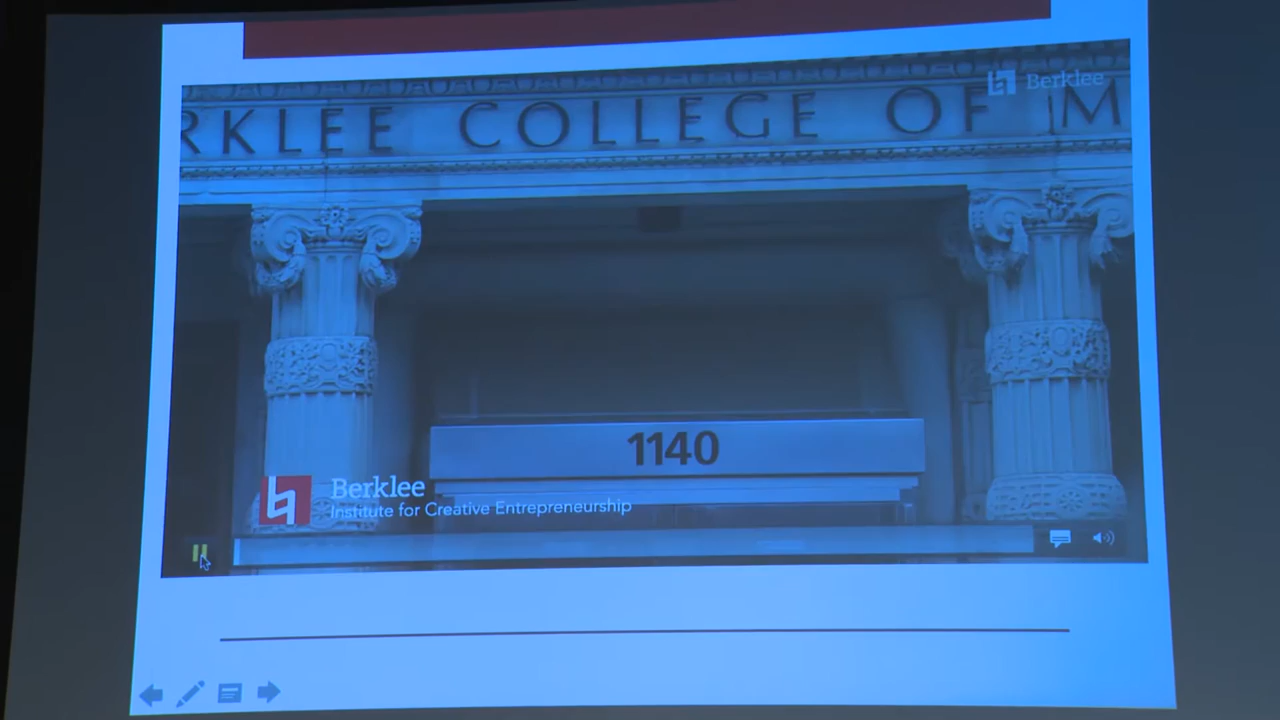 Berklee
RKLEE COLLEGE OF M
1140
Berklee
Institute for Creative Entrepreneurship